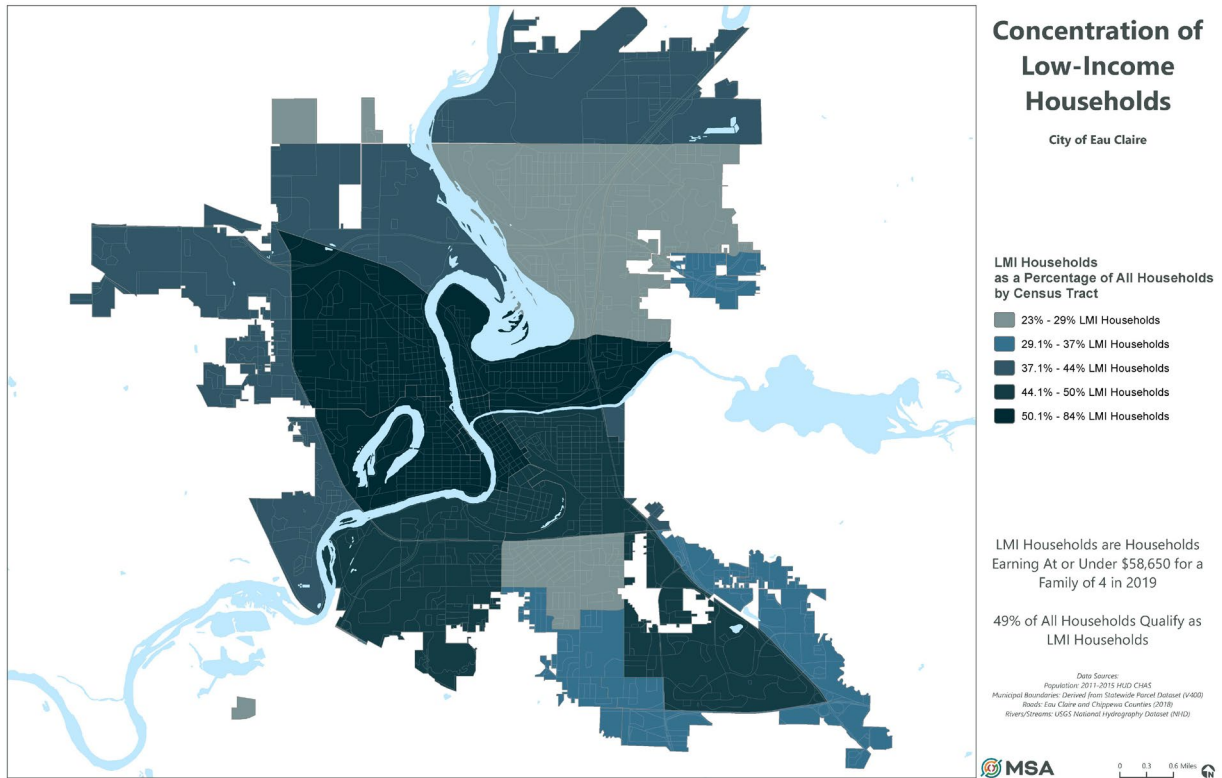 Concentration of
Low-Income
Households
City of Eau Claire
LMI Households
as a Percentage of All Households
by Census Tract
23% - 29% LMI Households
29.1% - 37% LMI Households
37.1% - 44% LMI Households
44.1% - 50% LMI Households
50.1% - 84% LMI Households
LMI Households are Households
Earning At or Under $58,650 for a
Family of 4 in 2019
49% of All Households Qualify as
LMI Households
Data Sources:
Population: 2011-2015 HUD CHAS
Municipal Boundaries: Derived from Statewide Parcel Dataset (V400)
Roads: Eau Claire and Chippewa Counties (2018)
Rivers/Streams: USGS National Hydrography Dataset (NHD)
MSA
0 0.3 0.6 Miles
N